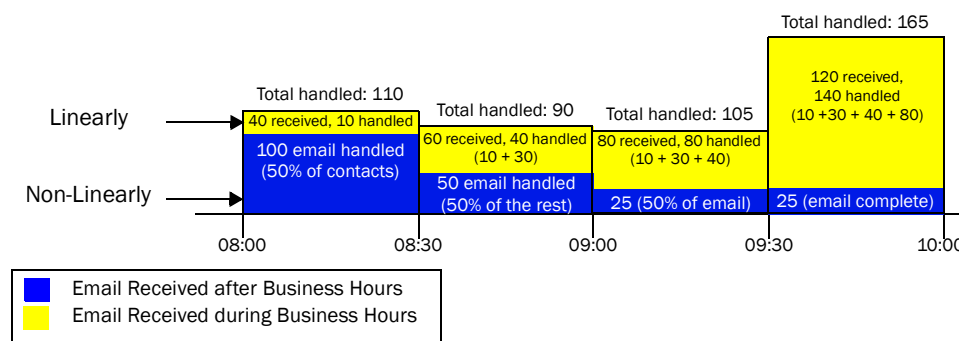 Total handled: 165
Total handled: 110
Total handled: 90
Total handled: 105
Linearly
40 received, 10 handled
60 received, 40 handled
(10 + 30)
80 received, 80 handled
(10 + 30 + 40)
120 received,
140 handled
(10 +30 + 40 + 80)
Non-Linearly
100 email handled
(50% of contacts)
50 email handled
(50% of the rest)
25 (50% of email)
25 (email complete)
08:00
08:30
09:00
09:30
10:00
Email Received after Business Hours
Email Received during Business Hours